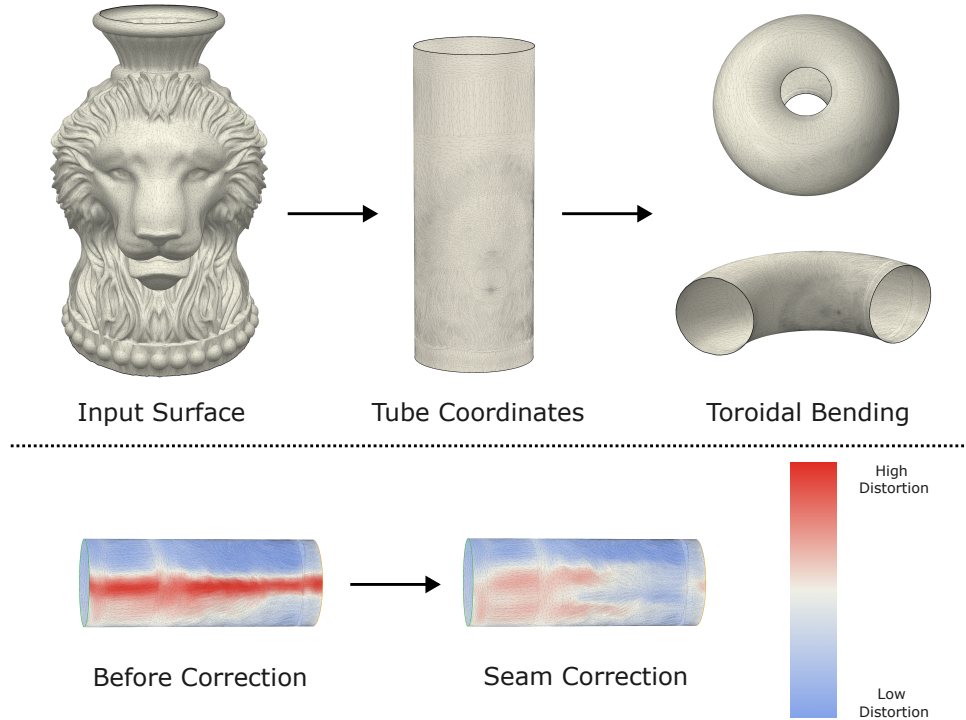 Input Surface
Tube Coordinates
Toroidal Bending
High
Distortion
Before Correction
Seam Correction
Low
Distortion